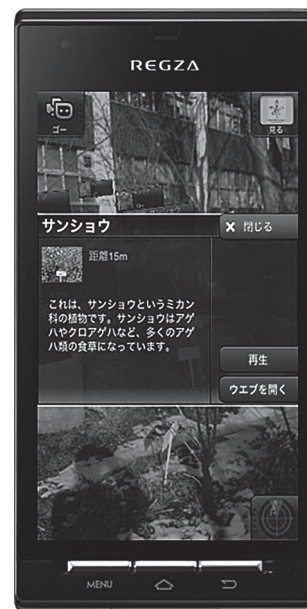 REGZA
ゴー
見る
サンショウ
× 閉じる
距離15m
これは、サンショウというミカン
科の植物です。サンショウはアゲ
ハやクロアゲハなど、多くのアゲ
ハ類の食草になっています。
再生
ウエブを開く
MENU